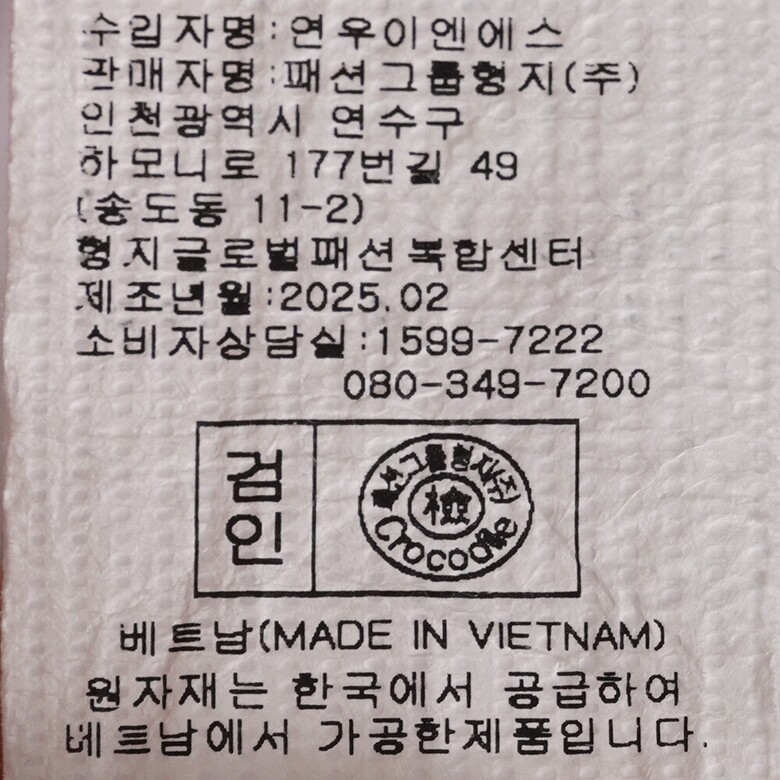 수입자명:연우이엔에스
판매자명:패션그룹형지(주)
인천광역시 연수구
하모니로 177번길 49
(송도동 11-2)
형지글로벌패션복합센터
제조년월:2025.02
소비자상담실:1599-7222
080-349-7200
검
인
패션그룹형지(주)
檢
Crocodile
베트남(MADE IN VIETNAM)
원자재는 한국에서 공급하여
베트남에서 가공한제품입니다.